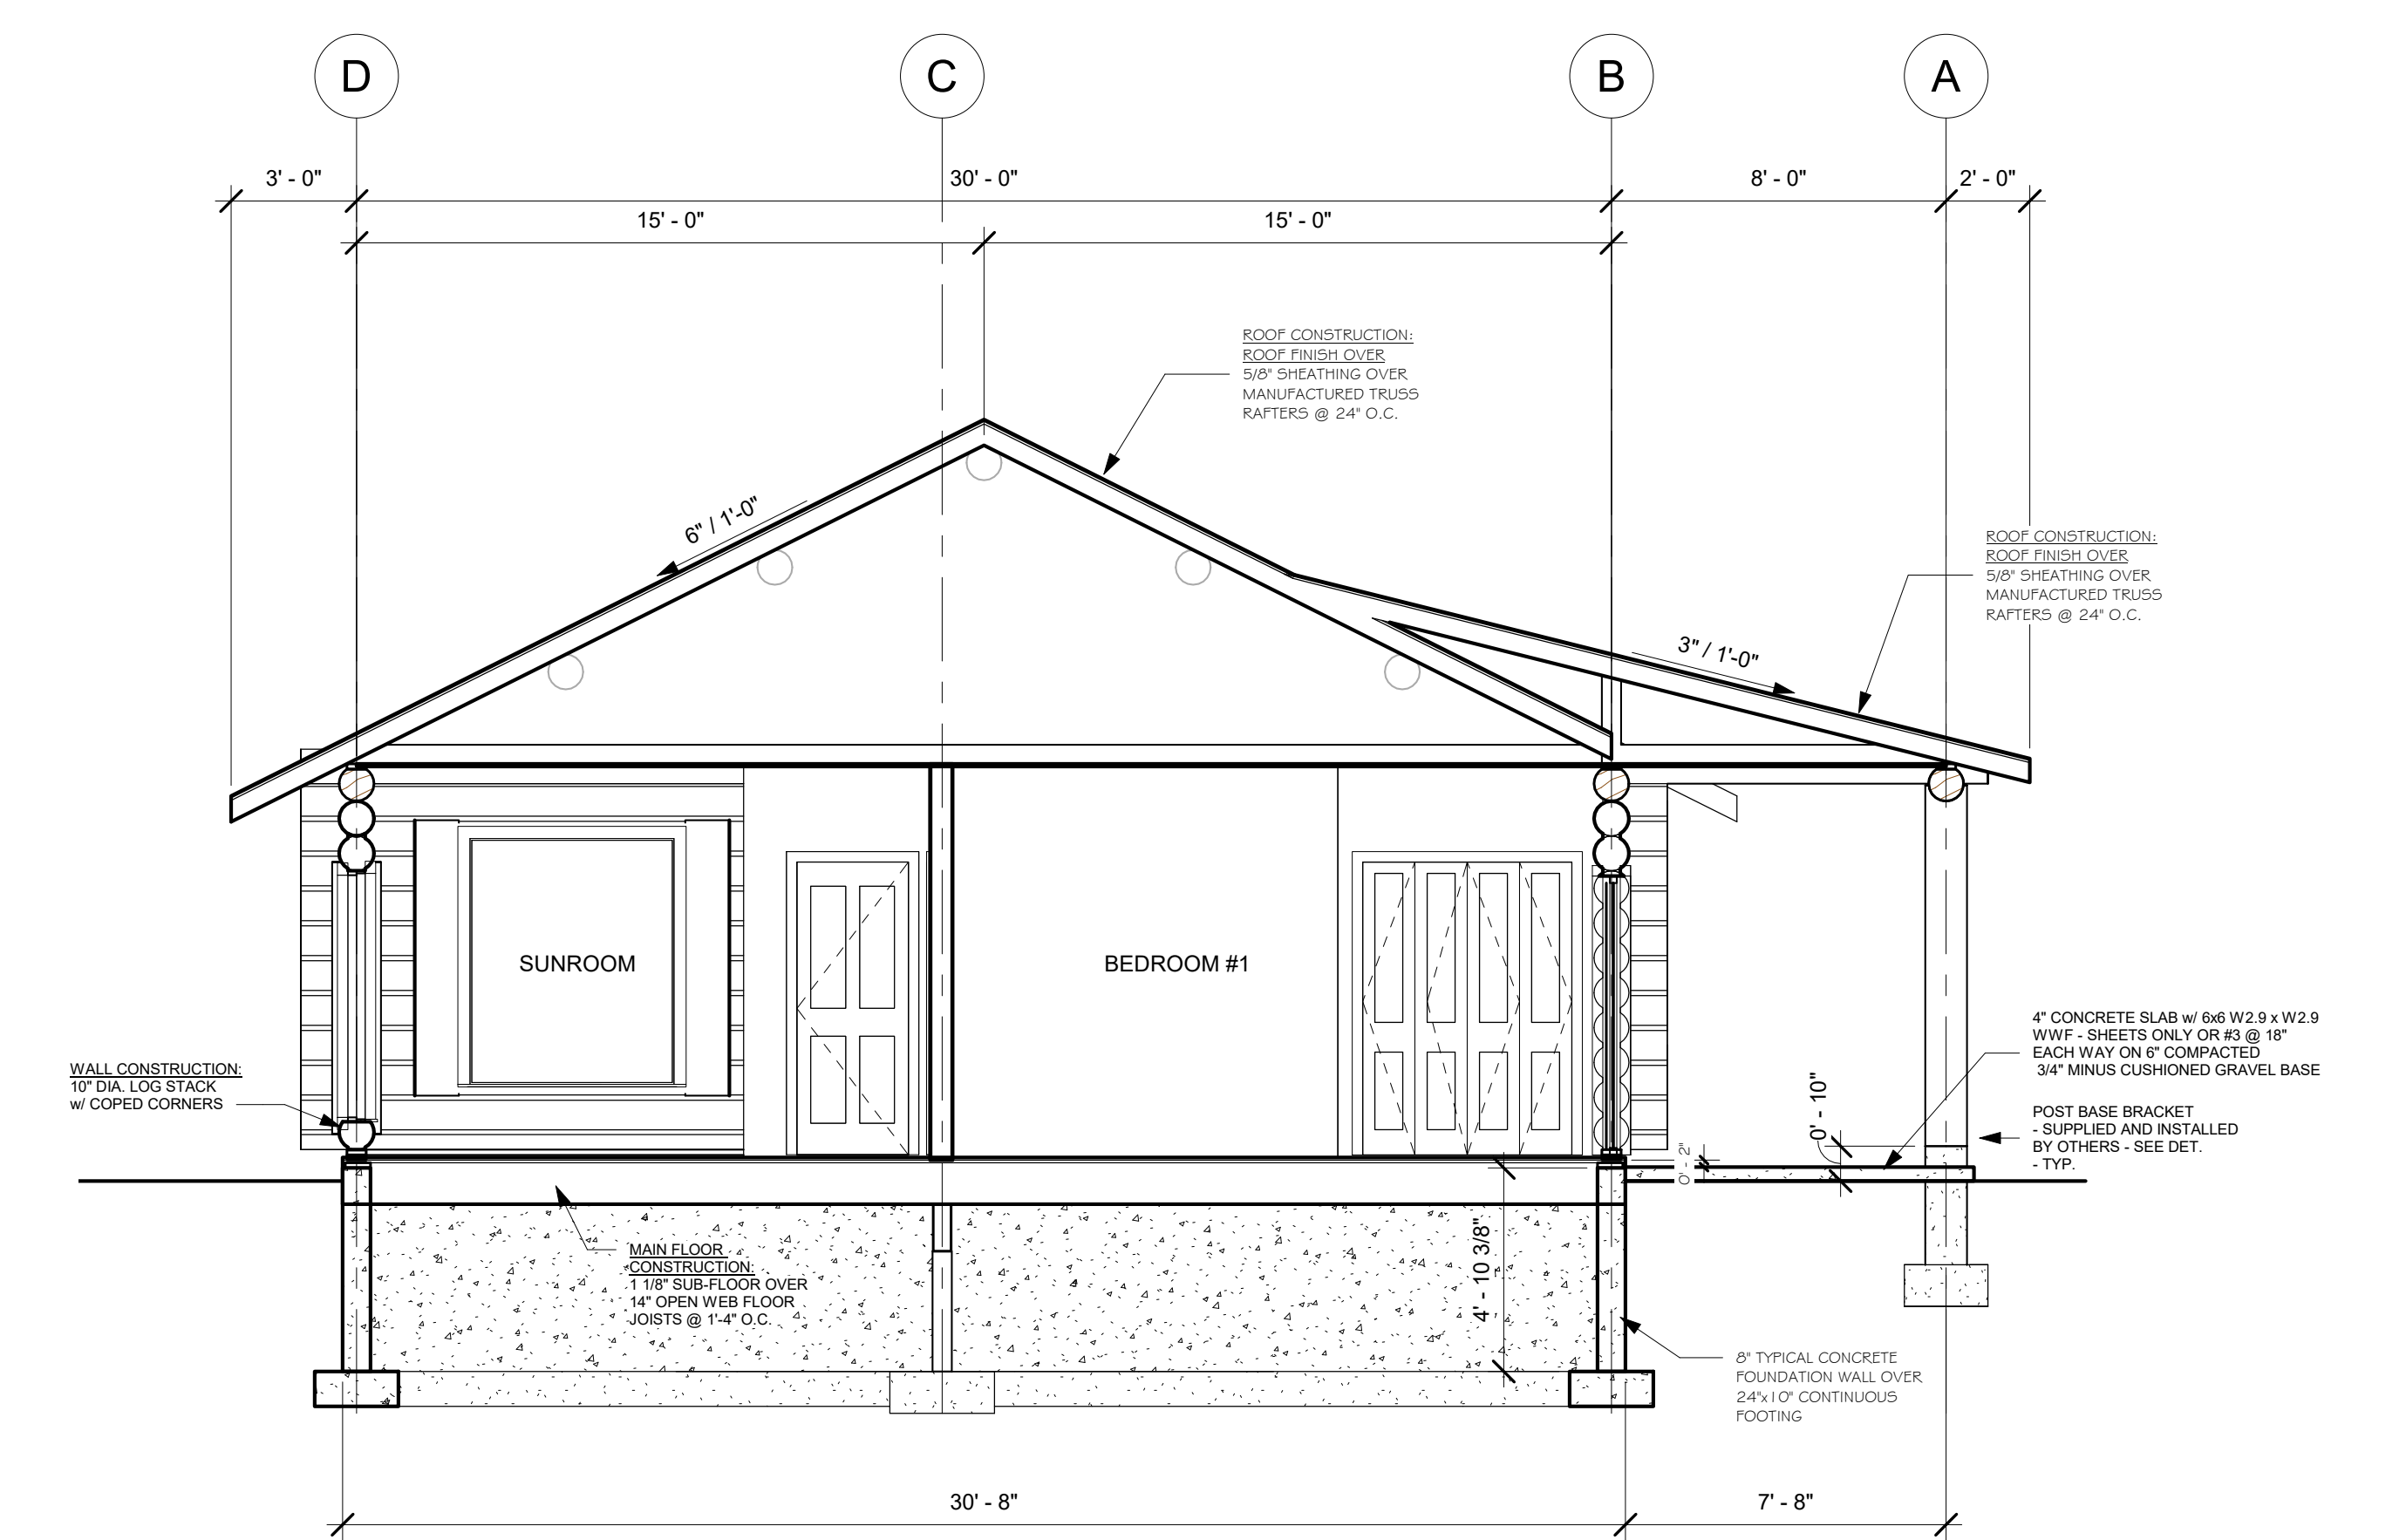 D
C
B
A
3' - 0"
30' - 0"
8' - 0"
2' - 0"
15' - 0"
15' - 0"
ROOF CONSTRUCTION:
ROOF FINISH OVER
5/8" SHEATHING OVER
MANUFACTURED TRUSS
RAFTERS @ 24" O.C.
6" / 1'-0"
ROOF CONSTRUCTION:
ROOF FINISH OVER
5/8" SHEATHING OVER
MANUFACTURED TRUSS
RAFTERS @ 24" O.C.
3" / 1'-0"
SUNROOM
BEDROOM #1
WALL CONSTRUCTION:
10" DIA. LOG STACK
w/ COPED CORNERS
4" CONCRETE SLAB w/ 6x6 W2.9 x W2.9
WWF - SHEETS ONLY OR #3 @ 18"
EACH WAY ON 6" COMPACTED
3/4" MINUS CUSHIONED GRAVEL BASE
0' - 10"
POST BASE BRACKET
- SUPPLIED AND INSTALLED
BY OTHERS - SEE DET.
- TYP.
0' - 2"
4' - 10 3/8"
MAIN FLOOR
CONSTRUCTION:
1 1/8" SUB-FLOOR OVER
14" OPEN WEB FLOOR
JOISTS @ 1'-4" O.C.
8" TYPICAL CONCRETE
FOUNDATION WALL OVER
24"x10" CONTINUOUS
FOOTING
30' - 8"
7' - 8"